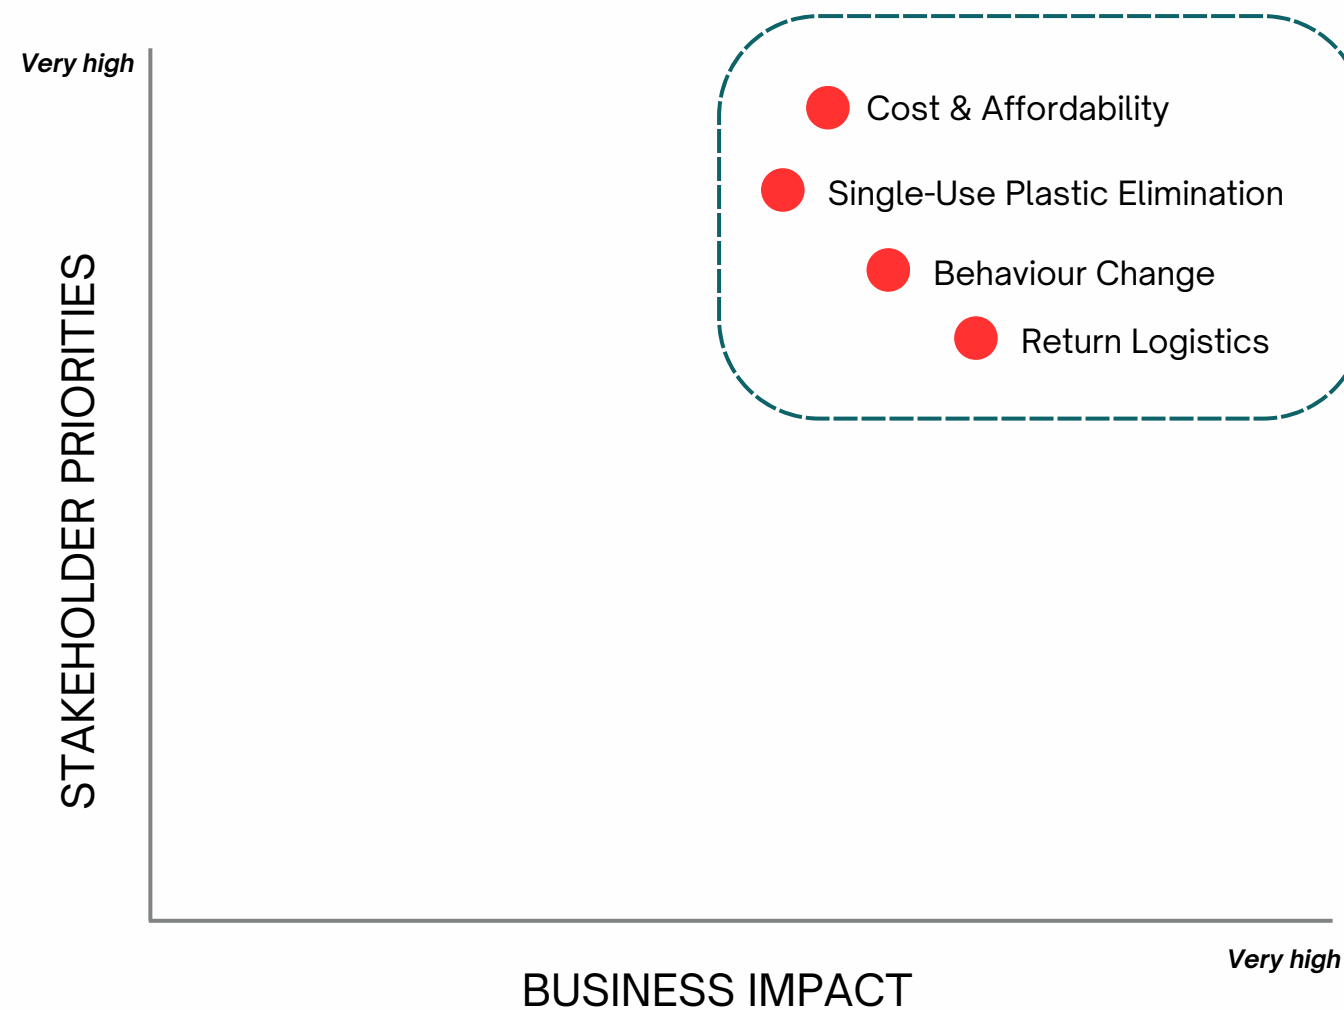 Very high
Cost & Affordability
Single-Use Plastic Elimination
Behaviour Change
Return Logistics
STAKEHOLDER PRIORITIES
Very high
BUSINESS IMPACT